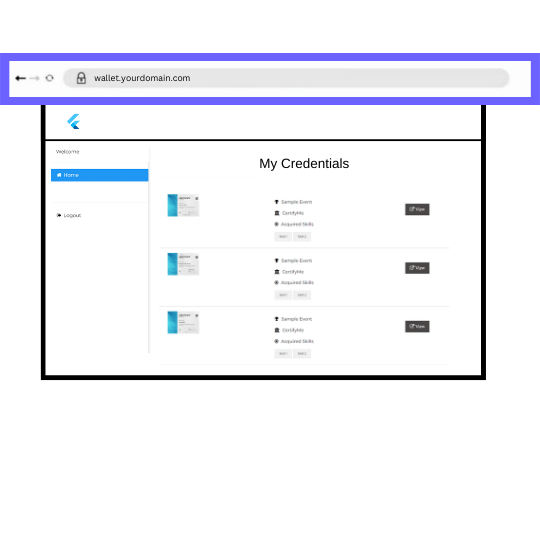 wallet.yourdomain.com
Welcome
Home
Logout
My Credentials
Sample Event
CertifyMe
Acquired Skills
View
Sample Event
CertifyMe
Acquired Skills
View
Sample Event
CertifyMe
Acquired Skills
View